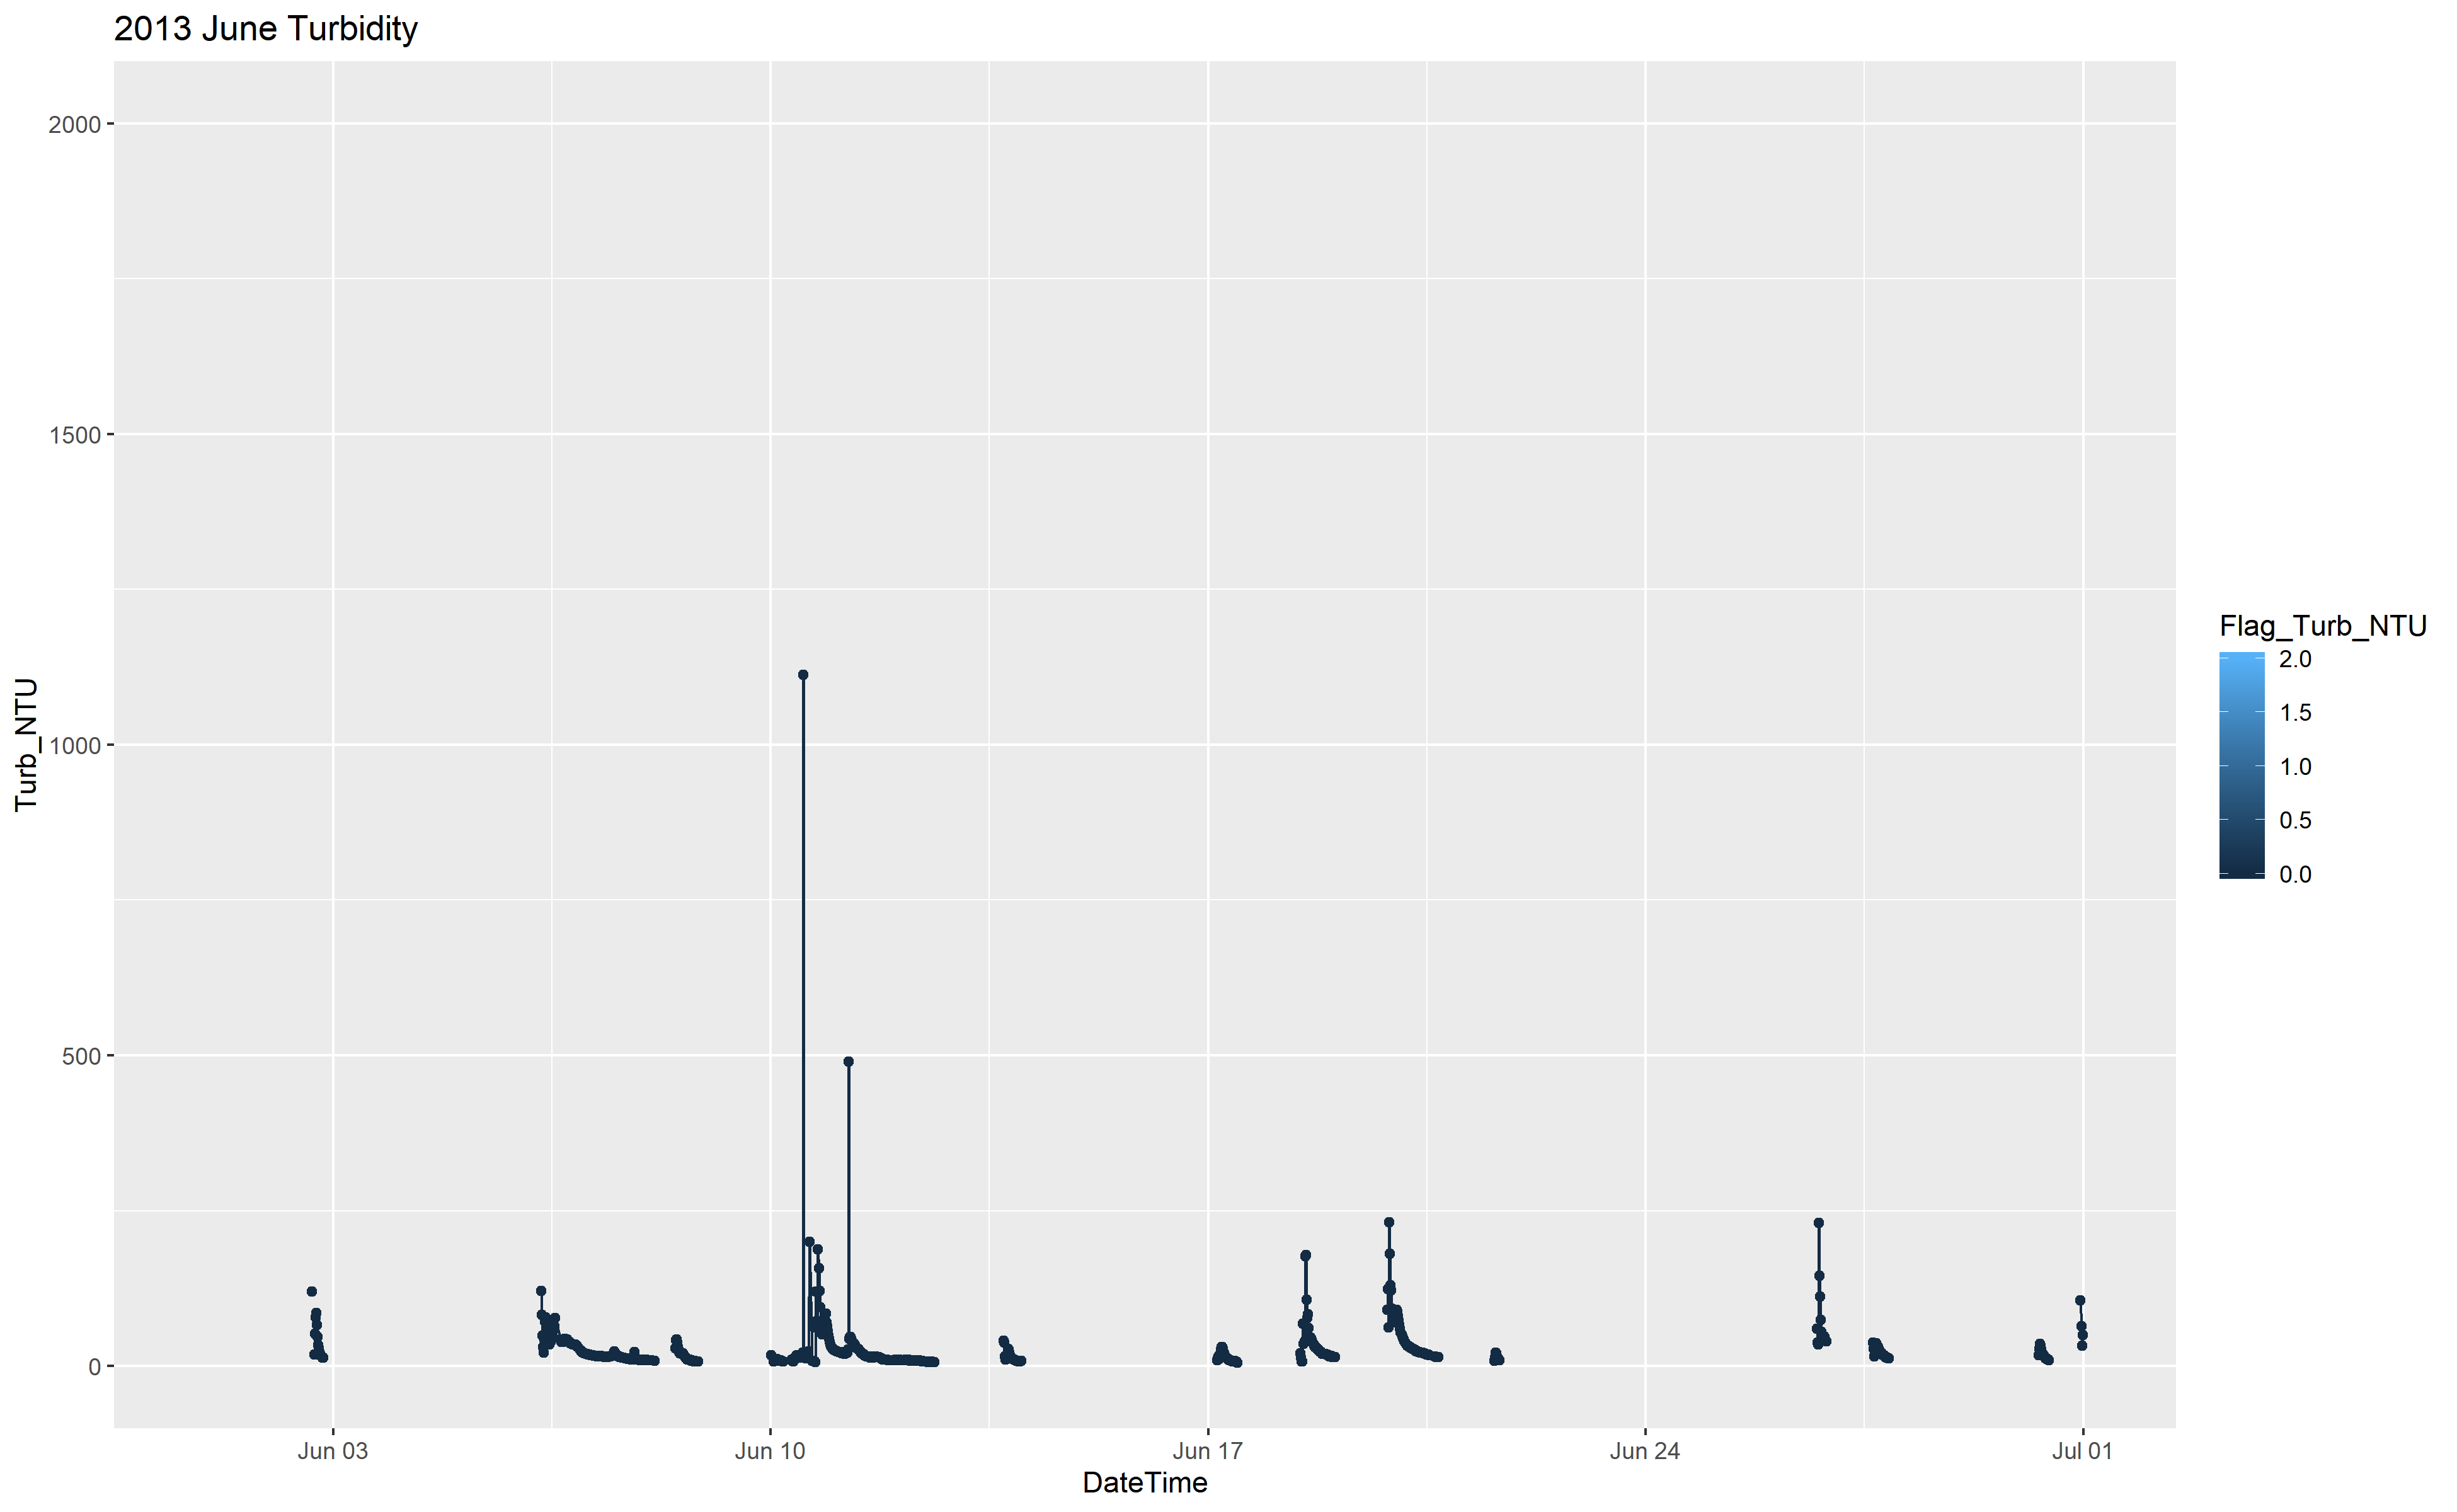 2013 June Turbidity
2000
1500
1000
500
0
Turb_NTU
Jun 03
Jun 10
Jun 17
Jun 24
Jul 01
DateTime
Flag_Turb_NTU
2.0
1.5
1.0
0.5
0.0